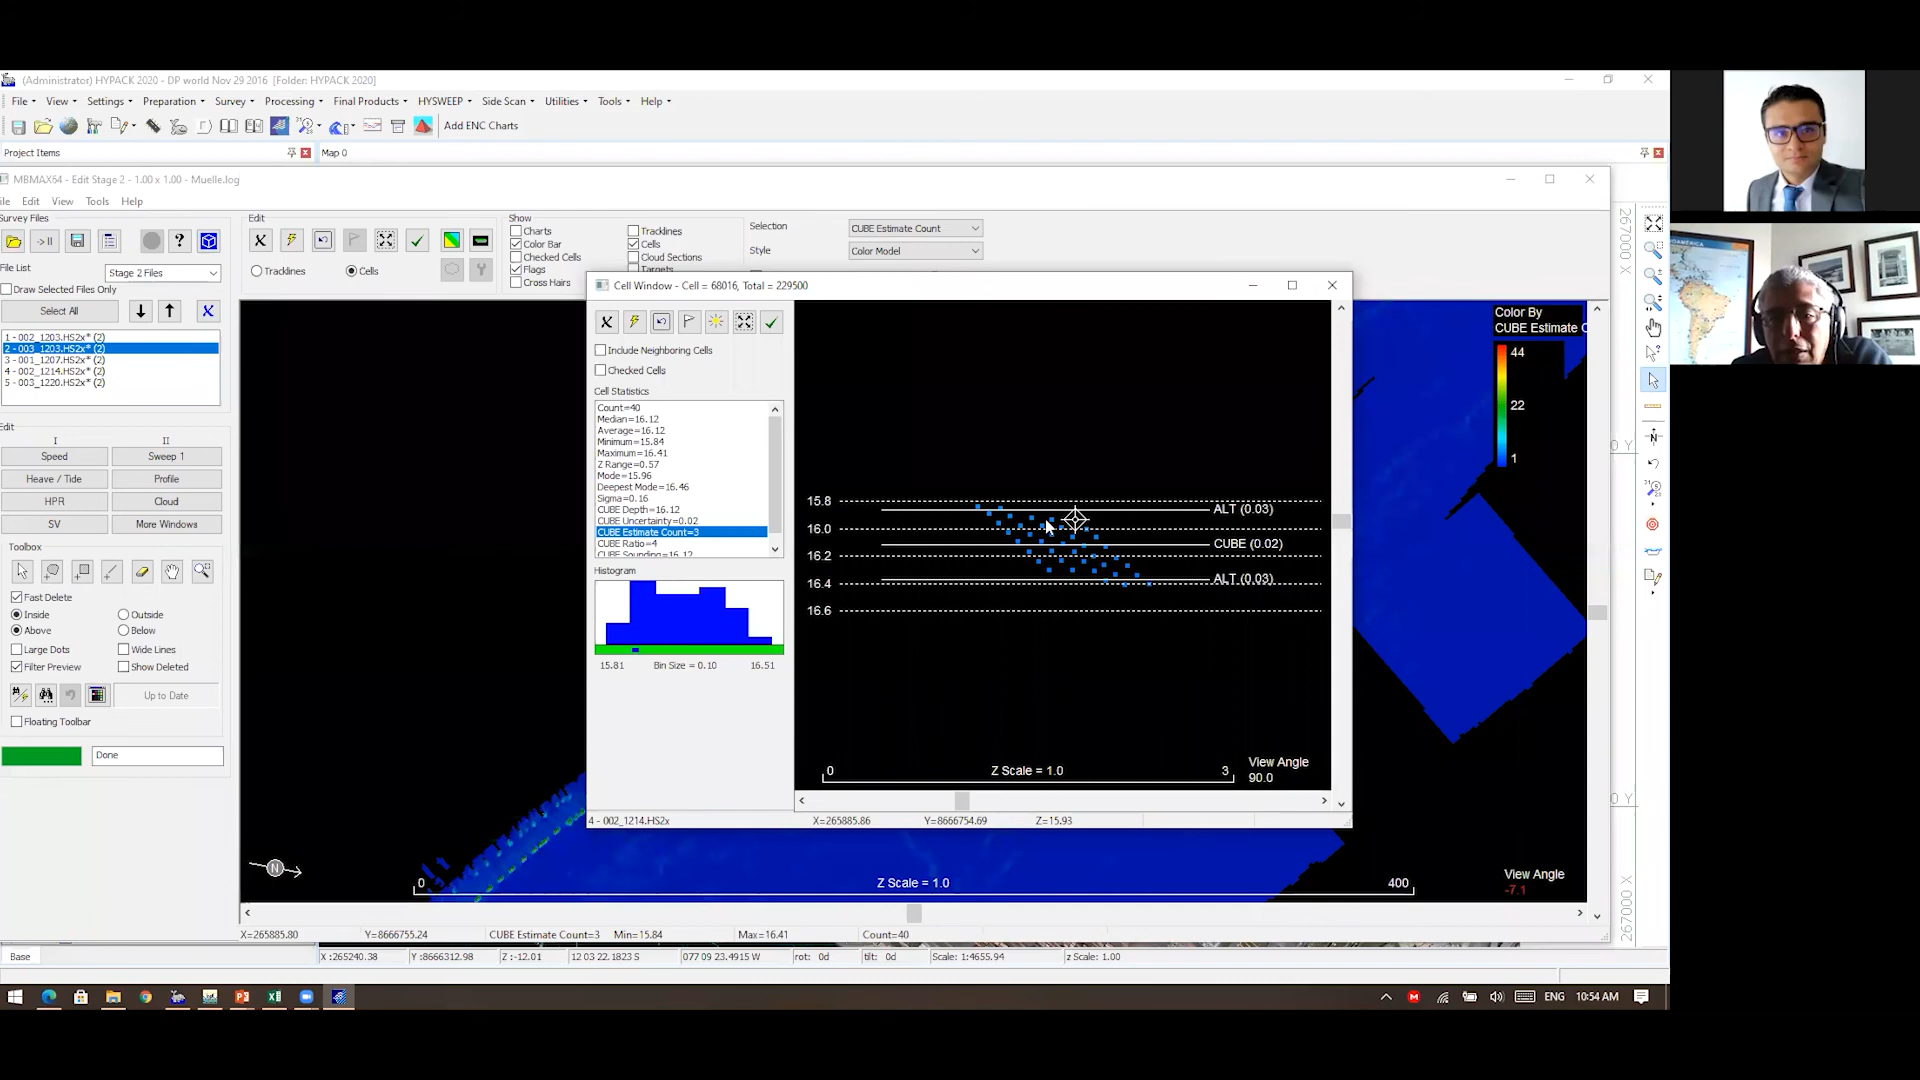 (Administrator) HYPACK 2020 - DP world Nov 29 2016 [Folder: HYPACK 2020]
File View Settings Preparation Survey Processing Final Products HYSWEEP Side Scan Utilities Tools Help
Add ENC Charts
Project Items
Map 0
MBMAX64 - Edit Stage 2 - 1.00 x 1.00 - Muelle.log
ile Edit View Tools Help
Survey Files
Edit
Show
Charts
Color Bar
Checked Cells
Flags
Cross Hairs
Tracklines
Cells
Cloud Sections
Targets
Selection
CUBE Estimate Count
Style
Color Model
Tracklines
Cells
File List
Stage 2 Files
Draw Selected Files Only
Select All
1 - 002_1203.HS2x* (2)
2 - 003_1203.HS2x* (2)
3 - 001_1207.HS2x* (2)
4 - 002_1214.HS2x* (2)
5 - 003_1220.HS2x* (2)
Edit
I II
Speed Sweep 1
Heave / Tide Profile
HPR Cloud
SV More Windows
Toolbox
Fast Delete
Inside Outside
Above Below
Large Dots Wide Lines
Filter Preview Show Deleted
Up to Date
Floating Toolbar
Done
Cell Window - Cell = 68016, Total = 229500
Include Neighboring Cells
Checked Cells
Cell Statistics
Count=40
Median=16.12
Average=16.12
Minimum=15.84
Maximum=16.41
Z Range=0.57
Mode=15.96
Deepest Mode=16.46
Sigma=0.16
CUBE Depth=16.12
CUBE Uncertainty=0.02
CUBE Estimate Count=3
CUBE Ratio=4
CUBE Sounding=16.12
Histogram
15.81 Bin Size = 0.10 16.51
15.8
ALT (0.03)
16.0
CUBE (0.02)
16.2
16.4
ALT (0.03)
16.6
0 Z Scale = 1.0 3
View Angle
90.0
4 - 002_1214.HS2x X=265885.86 Y=8666754.69 Z=15.93
Color By
CUBE Estimate C
44
22
1
N
0 Z Scale = 1.0 400
View Angle
-7.1
X=265885.80 Y=8666755.24 CUBE Estimate Count=3 Min=15.84 Max=16.41 Count=40
Base
X :265240.38 Y :8666312.98 Z :-12.01 12 03 22.1823 S 077 09 23.4915 W rot: 0d tilt: 0d Scale: 1:4655.94 z Scale: 1.00
267000 X
0 Y
0 Y
267000 X
ENG 10:54 AM